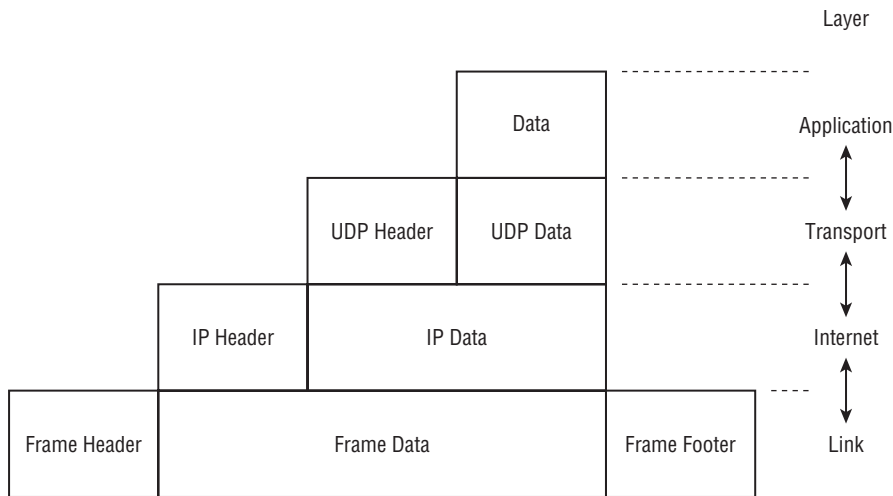 Layer
Data
Application
UDP Header
UDP Data
Transport
IP Header
IP Data
Internet
Frame Header
Frame Data
Frame Footer
Link